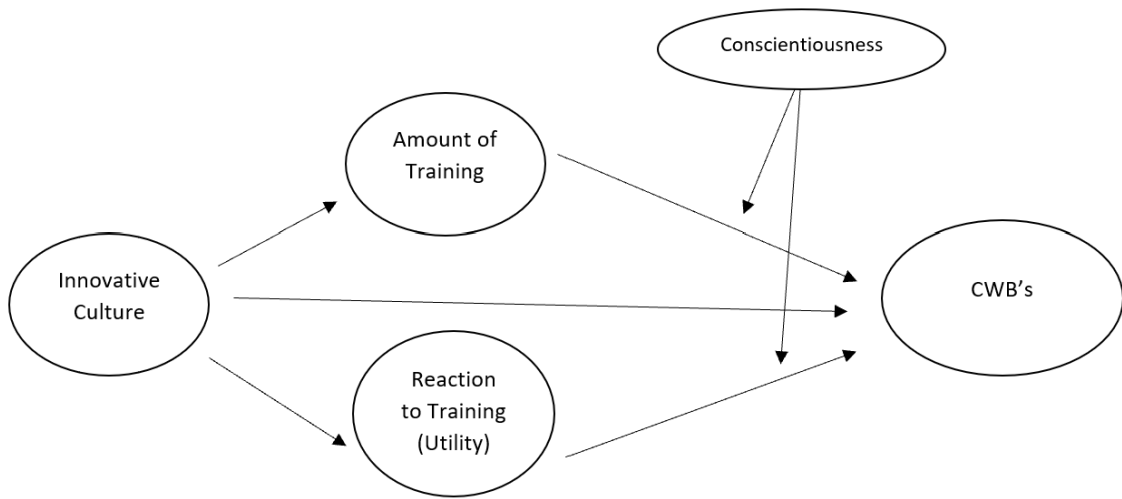 Conscientiousness
Amount of
Training
Innovative
Culture
CWB's
Reaction
to Training
(Utility)